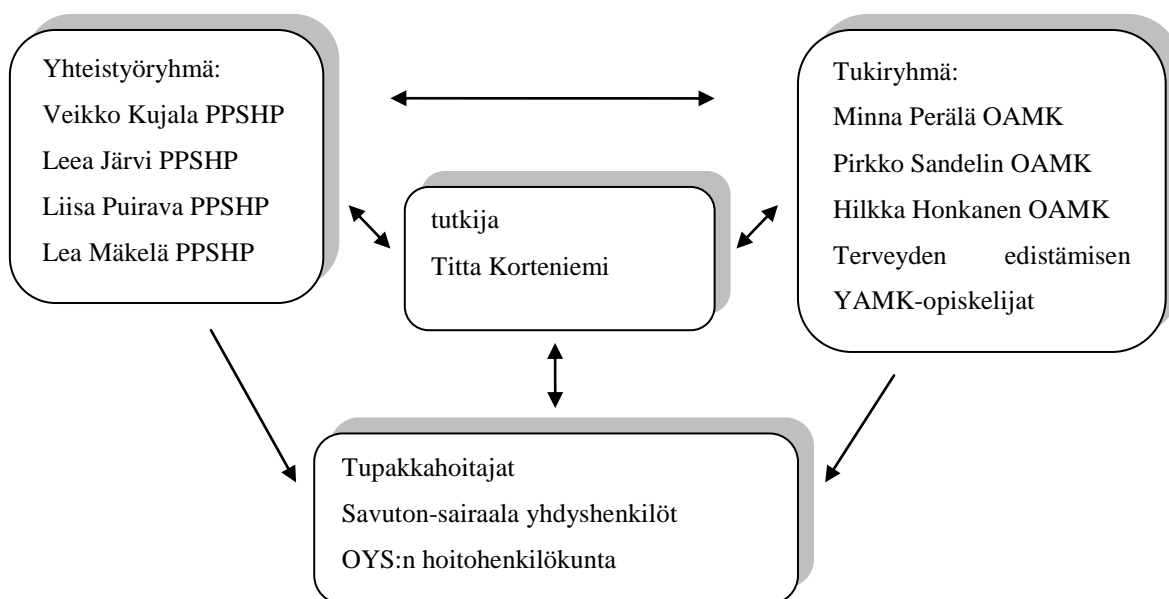 Yhteistyöryhmä:
Veikko Kujala PPSHP
Leea Järvi PPSHP
Liisa Puirava PPSHP
Lea Mäkelä PPSHP
tutkija
Titta Korteniemi
Tukiryhmä:
Minna Perälä OAMK
Pirkko Sandelin OAMK
Hilkka Honkanen OAMK
Terveyden edistämisen
YAMK-opiskelijat
Tupakkahoitajat
Savuton-sairaala yhdyshenkilöt
OYS:n hoitohenkilökunta